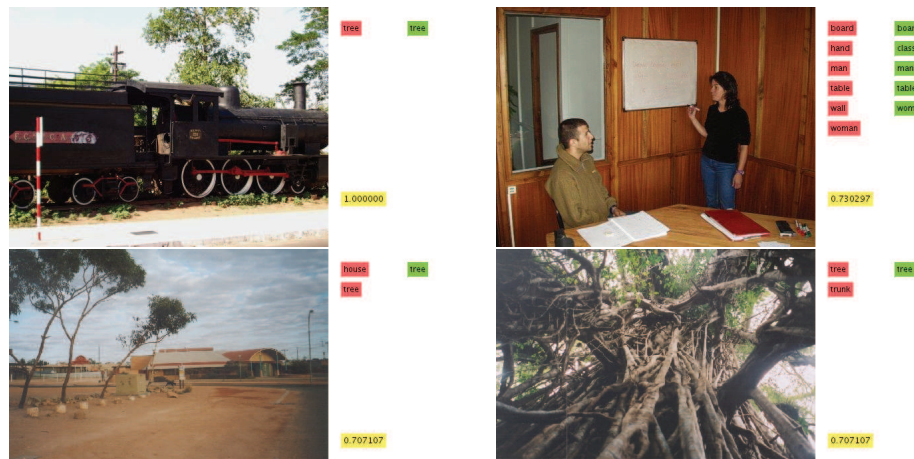 tree tree
1.000000
board boar
hand class
man man
table table
wall wom
woman
0.730297
house tree
tree
0.707107
tree tree
trunk
0.707107